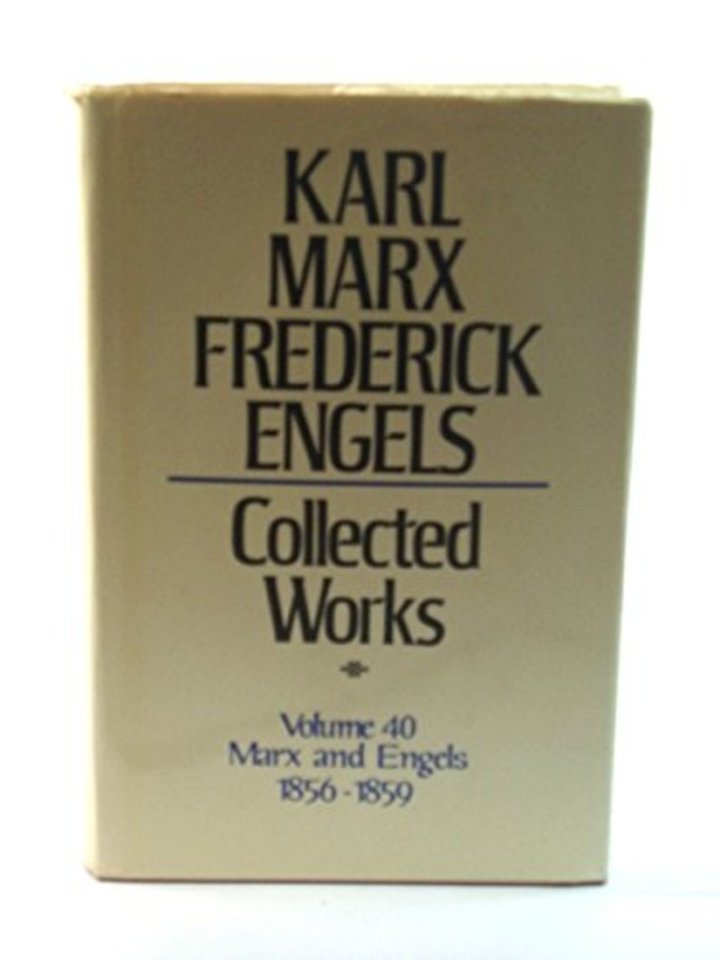 KARL
MARX
FREDERICK
ENGELS
Collected
Works
Volume 40
Marx and Engels
1856-1859